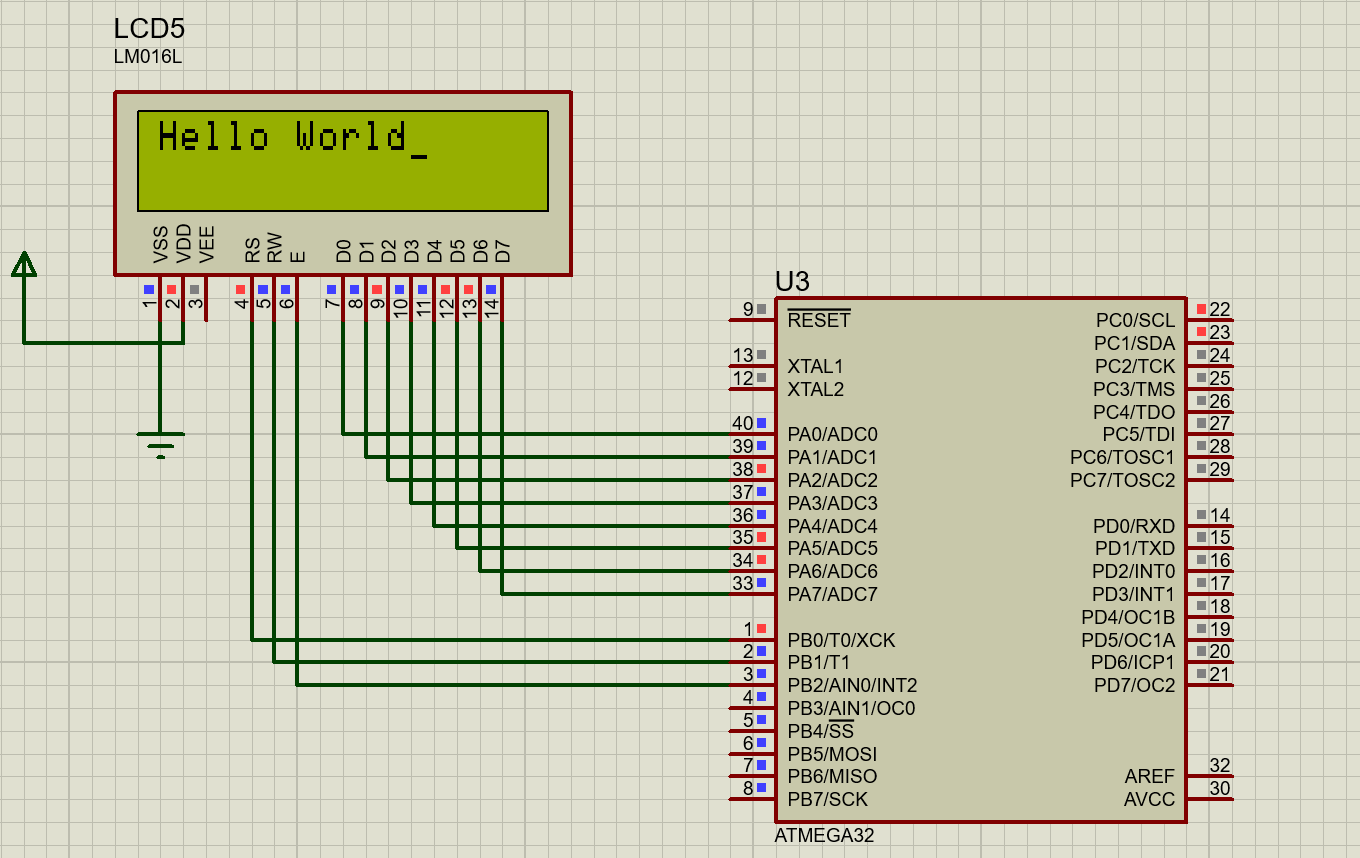 LCD5
LM016L
Hello World_
VSS VDD VEE RS RW E D0 D1 D2 D3 D4 D5 D6 D7
1 2 3 4 5 6 7 8 9 10 11 12 13 14
U3
9 RESET
13 XTAL1
12 XTAL2
40 PA0/ADC0
39 PA1/ADC1
38 PA2/ADC2
37 PA3/ADC3
36 PA4/ADC4
35 PA5/ADC5
34 PA6/ADC6
33 PA7/ADC7
1 PB0/T0/XCK
2 PB1/T1
3 PB2/AIN0/INT2
4 PB3/AIN1/OC0
5 PB4/SS
6 PB5/MOSI
7 PB6/MISO
8 PB7/SCK
PC0/SCL 22
PC1/SDA 23
PC2/TCK 24
PC3/TMS 25
PC4/TDO 26
PC5/TDI 27
PC6/TOSC1 28
PC7/TOSC2 29
PD0/RXD 14
PD1/TXD 15
PD2/INT0 16
PD3/INT1 17
PD4/OC1B 18
PD5/OC1A 19
PD6/ICP1 20
PD7/OC2 21
AREF 32
AVCC 30
ATMEGA32